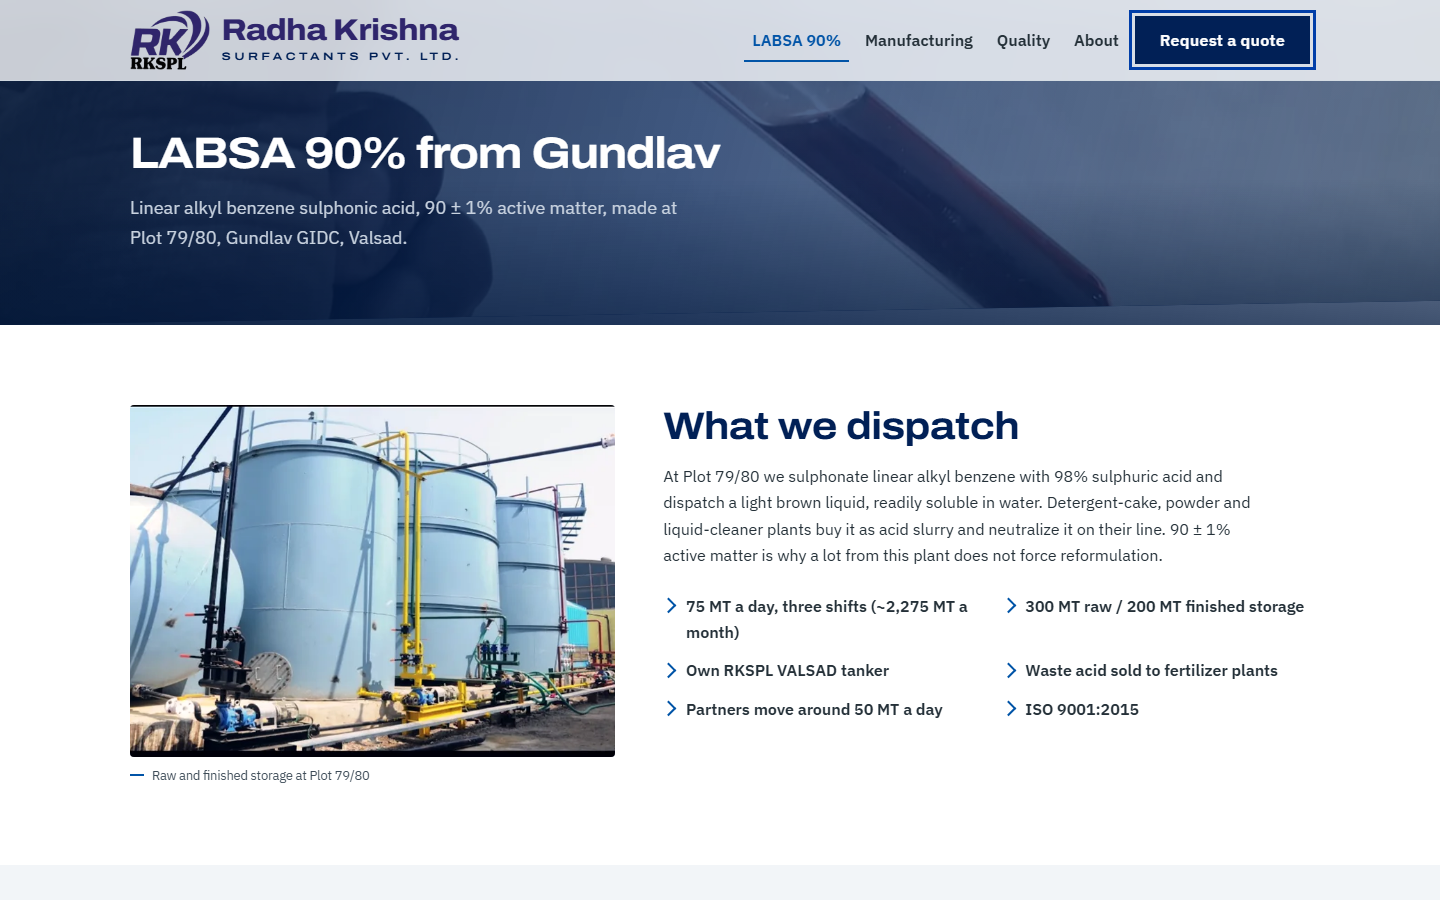 RK
RKSPL
Radha Krishna
SURFACTANTS PVT. LTD.
LABSA 90%
Manufacturing
Quality
About
Request a quote
LABSA 90% from Gundlav
Linear alkyl benzene sulphonic acid, 90 ± 1% active matter, made at
Plot 79/80, Gundlav GIDC, Valsad.
What we dispatch
At Plot 79/80 we sulphonate linear alkyl benzene with 98% sulphuric acid and
dispatch a light brown liquid, readily soluble in water. Detergent-cake, powder and
liquid-cleaner plants buy it as acid slurry and neutralize it on their line. 90 ± 1%
active matter is why a lot from this plant does not force reformulation.
75 MT a day, three shifts (~2,275 MT a
month)
300 MT raw / 200 MT finished storage
Own RKSPL VALSAD tanker
Waste acid sold to fertilizer plants
Partners move around 50 MT a day
ISO 9001:2015
Raw and finished storage at Plot 79/80